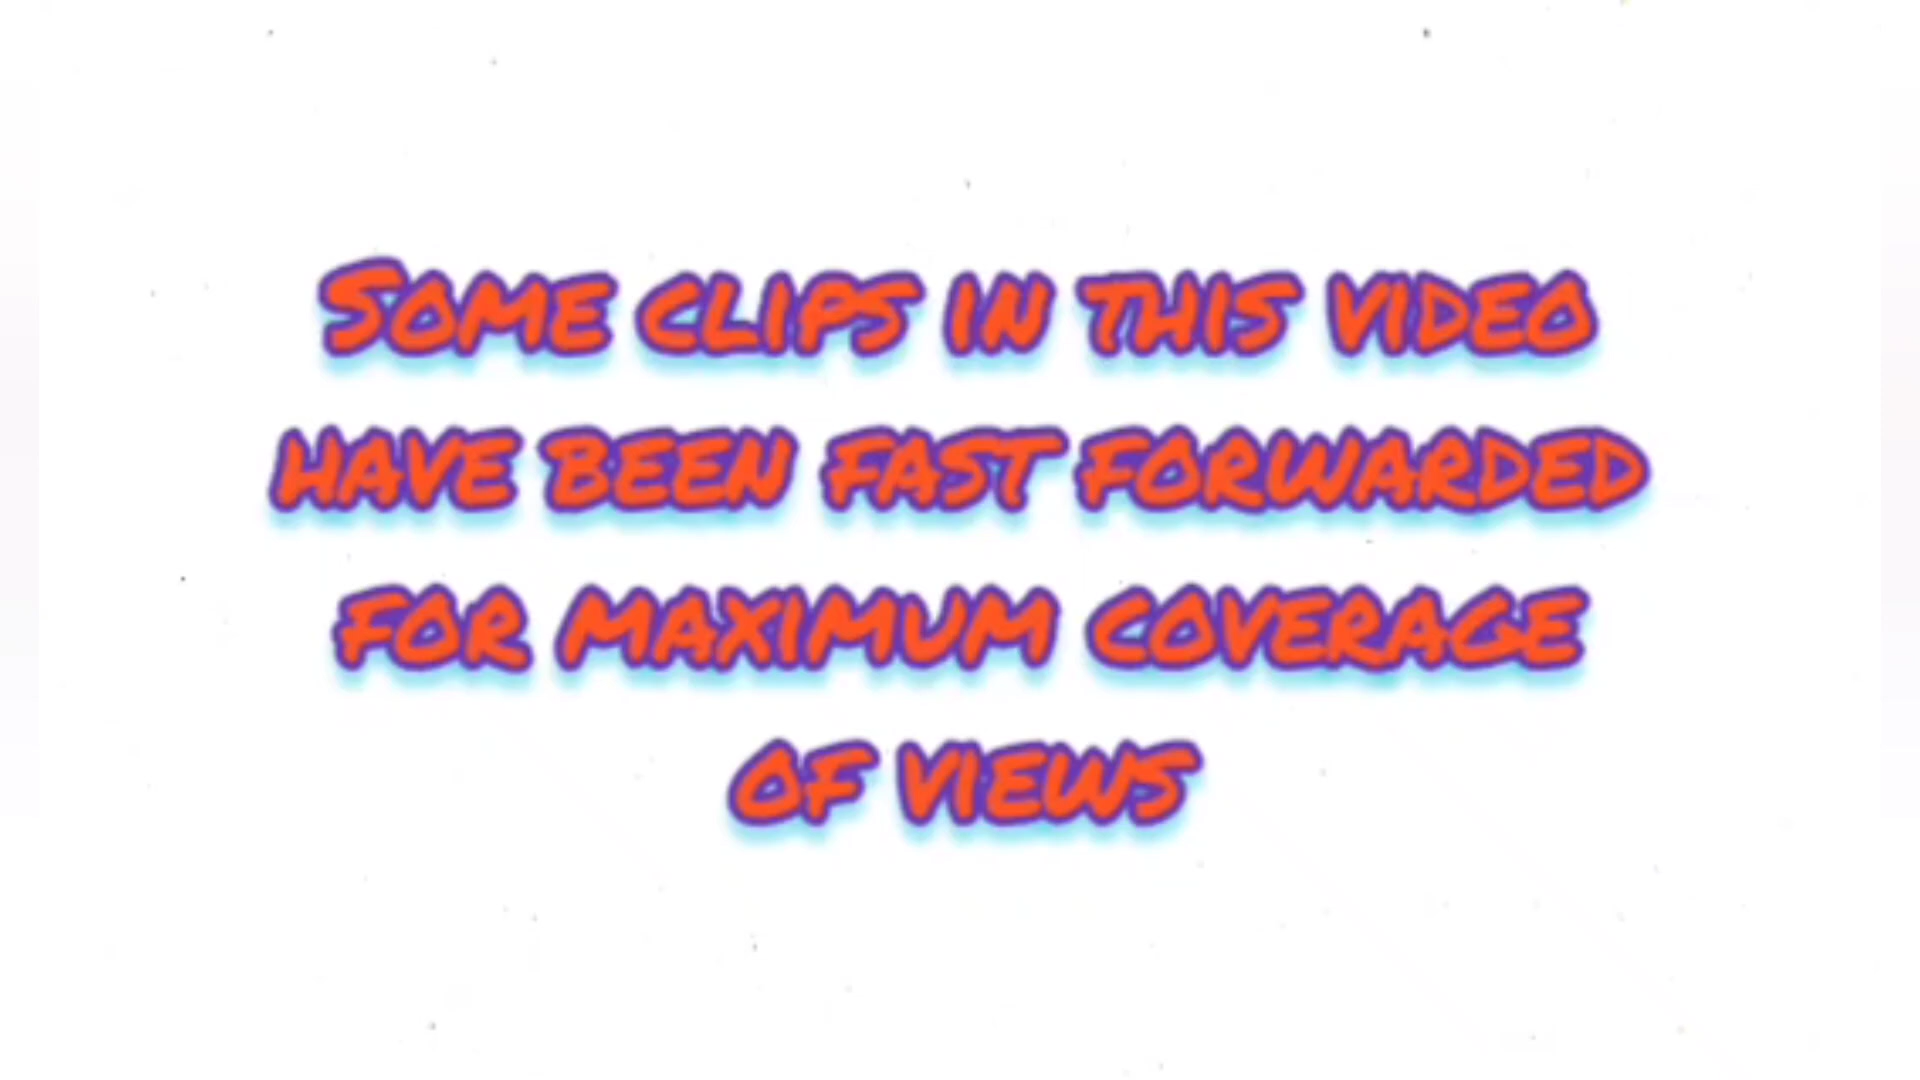 Some clips in this video
have been fast forwarded
for maximum coverage
of views